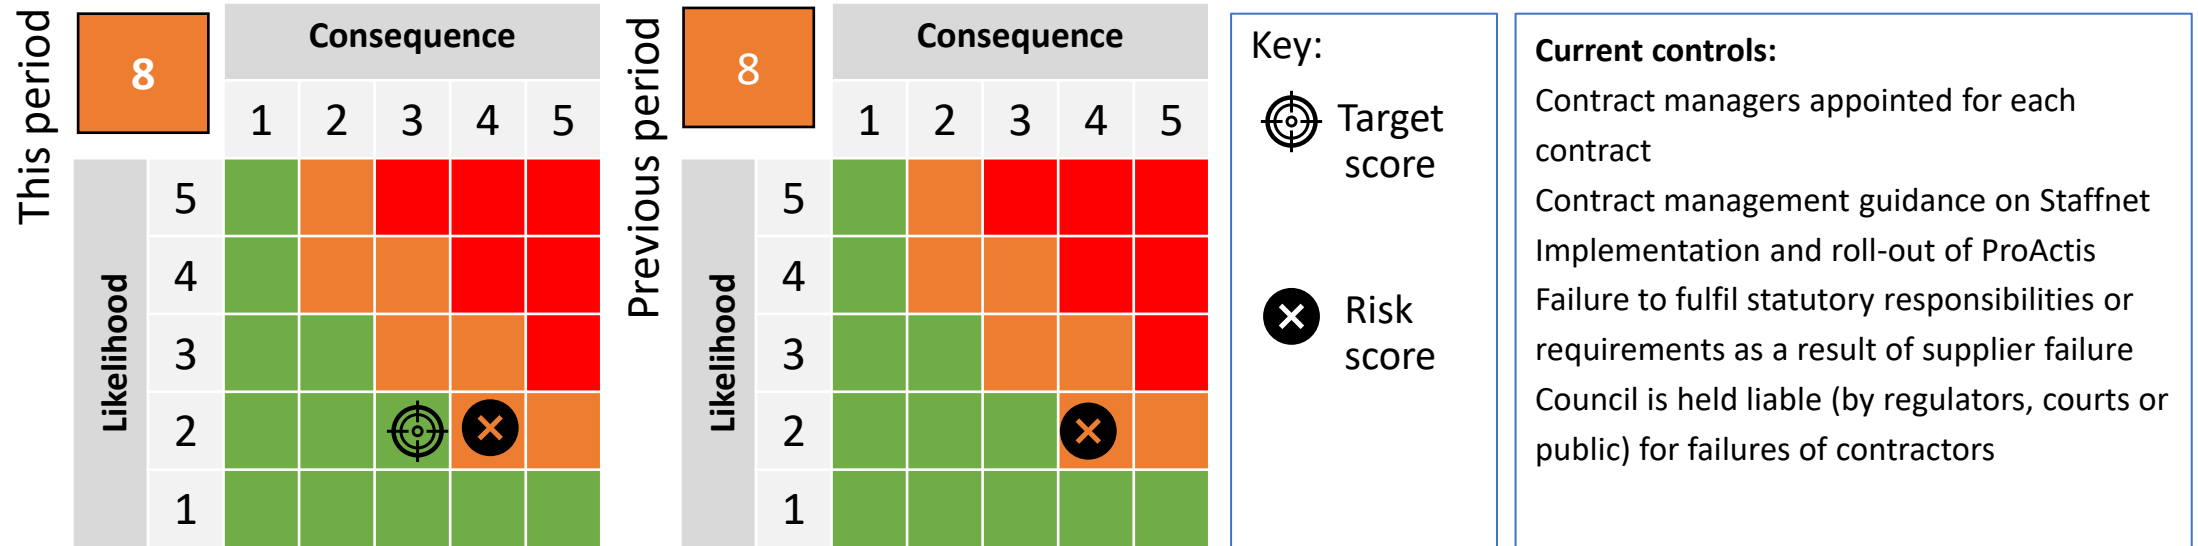 This period
8
Consequence
1 2 3 4 5
Likelihood
5
4
3
2
1
Previous period
8
Consequence
1 2 3 4 5
Likelihood
5
4
3
2
1
Key:
Target
score
Risk
score
Current controls:
Contract managers appointed for each
contract
Contract management guidance on Staffnet
Implementation and roll-out of ProActis
Failure to fulfil statutory responsibilities or
requirements as a result of supplier failure
Council is held liable (by regulators, courts or
public) for failures of contractors